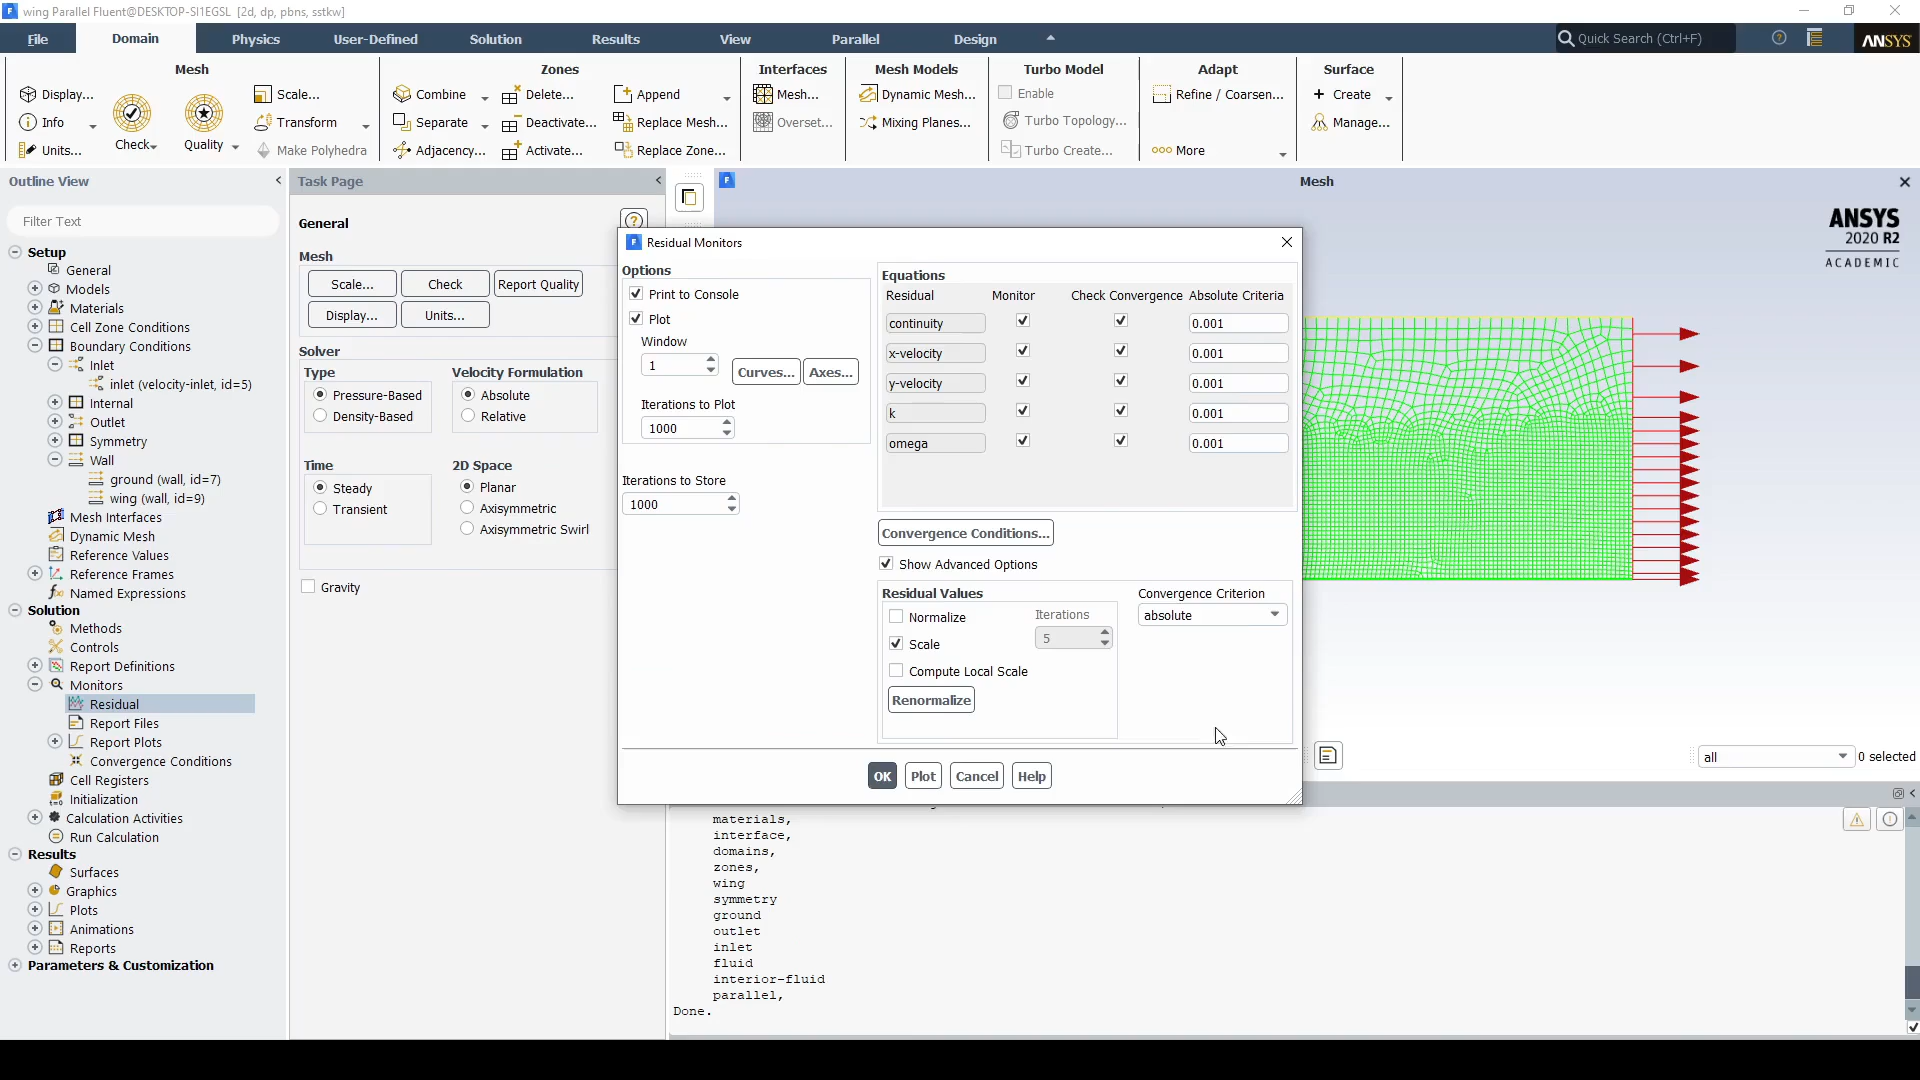 wing Parallel Fluent@DESKTOP-SI1EGSL [2d, dp, pbns, sstkw]
File Domain Physics User-Defined Solution Results View Parallel Design Quick Search (Ctrl+F) ANSYS
Mesh Zones Interfaces Mesh Models Turbo Model Adapt Surface
Display... Scale... Combine Delete... Append Mesh... Dynamic Mesh... Enable Refine / Coarsen... + Create
Info Transform Separate Deactivate... Replace Mesh... Overset... Mixing Planes... Turbo Topology... Manage...
Units... Check Quality Make Polyhedra Adjacency... Activate... Replace Zone... Turbo Create... More
Outline View
Filter Text
Setup
General
Models
Materials
Cell Zone Conditions
Boundary Conditions
Inlet
inlet (velocity-inlet, id=5)
Internal
Outlet
Symmetry
Wall
ground (wall, id=7)
wing (wall, id=9)
Mesh Interfaces
Dynamic Mesh
Reference Values
Reference Frames
Named Expressions
Solution
Methods
Controls
Report Definitions
Monitors
Residual
Report Files
Report Plots
Convergence Conditions
Cell Registers
Initialization
Calculation Activities
Run Calculation
Results
Surfaces
Graphics
Plots
Animations
Reports
Parameters & Customization
Task Page
General
Mesh
Scale... Check Report Quality
Display... Units...
Solver
Type Velocity Formulation
Pressure-Based Absolute
Density-Based Relative
Time 2D Space
Steady Planar
Transient Axisymmetric
Axisymmetric Swirl
Gravity
Mesh
ANSYS
2020 R2
ACADEMIC
Residual Monitors
Options
Print to Console
Plot
Window
1 Curves... Axes...
Iterations to Plot
1000
Iterations to Store
1000
Equations
Residual Monitor Check Convergence Absolute Criteria
continuity 0.001
x-velocity 0.001
y-velocity 0.001
k 0.001
omega 0.001
Convergence Conditions...
Show Advanced Options
Residual Values Convergence Criterion
Normalize Iterations absolute
Scale 5
Compute Local Scale
Renormalize
OK Plot Cancel Help
all 0 selected
materials,
interface,
domains,
zones,
wing
symmetry
ground
outlet
inlet
fluid
interior-fluid
parallel,
Done.